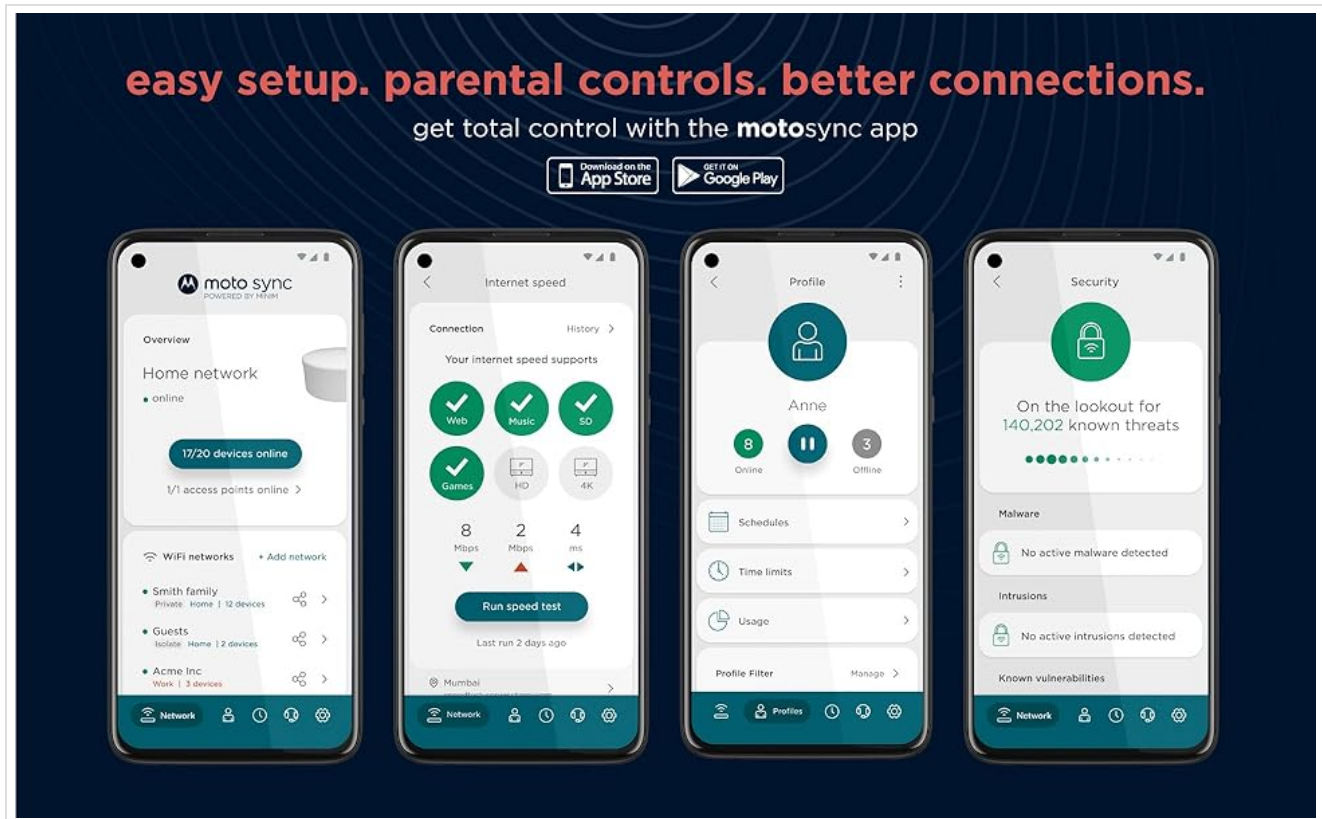 easy setup. parental controls. better connections.
get total control with the motosync app
Download on the App Store
GET IT ON Google Play
moto sync
POWERED BY MINIM
Overview
Home network
online
17/20 devices online
1/1 access points online >
WiFi networks + Add network
Smith family
Private Home | 12 devices
Guests
Isolate Home | 2 devices
Acme Inc
Work | 3 devices
Network
Internet speed
Connection History >
Your internet speed supports
Web Music SD
Games HD 4K
8 2 4
Mbps Mbps ms
Run speed test
Last run 2 days ago
Mumbai
Network
Profile
Anne
8 3
Online Offline
Schedules
Time limits
Usage
Profile Filter Manage >
Profiles
Security
On the lookout for
140,202 known threats
Malware
No active malware detected
Intrusions
No active intrusions detected
Known vulnerabilities
Network